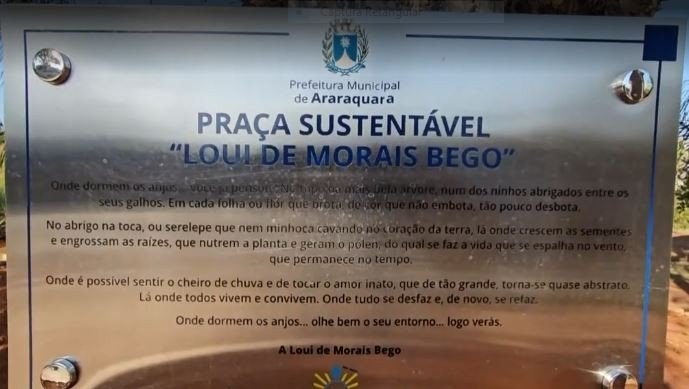 Captura Retangular
Prefeitura Municipal
de Araraquara
PRAÇA SUSTENTÁVEL
“LOUI DE MORAIS BEGO”
Onde dormem os anjos... você já pensou? No topo da mais bela árvore, num dos ninhos abrigados entre os
seus galhos. Em cada folha ou flor que brota, de cor que não embota, tão pouco desbota.
No abrigo na toca, ou serelepe que nem minhoca cavando no coração da terra, lá onde crescem as sementes
e engrossam as raízes, que nutrem a planta e geram o pólen, do qual se faz a vida que se espalha no vento,
que permanece no tempo.
Onde é possível sentir o cheiro de chuva e de tocar o amor inato, que de tão grande, torna-se quase abstrato.
Lá onde todos vivem e convivem. Onde tudo se desfaz e, de novo, se refaz.
Onde dormem os anjos... olhe bem o seu entorno... logo verás.
A Loui de Morais Bego